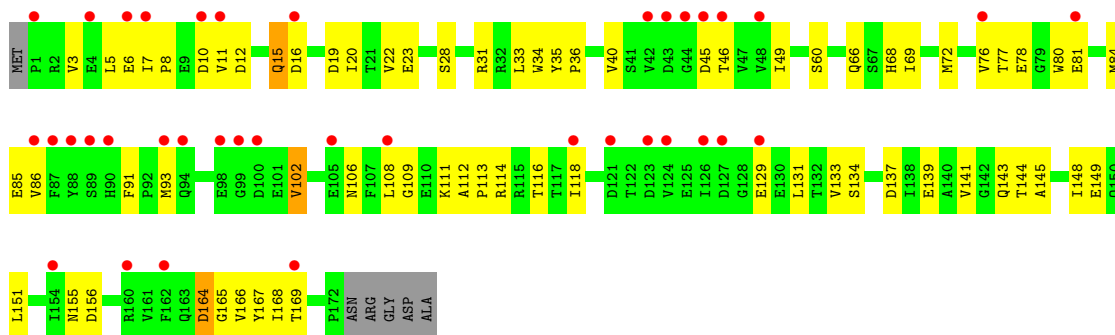 MET P1 R2 V3 E4 L5 E6 I7 P8 E9 D10 V11 D12 Q15 D16 D19 I20 T21 V22 E23 S28 R31 R32 L33 W34 Y35 P36 V40 S41 V42 D43 G44 D45 T46 V47 V48 I49 S60 Q66 S67 H68 I69 M72 V76 T77 E78 G79 W80 E81 M84
E85 V86 F87 Y88 S89 H90 F91 P92 M93 Q94 E98 G99 D100 E101 V102 E105 N106 F107 L108 G109 E110 K111 A112 P113 R114 R115 T116 T117 I118 D121 T122 D123 V124 E125 I126 D127 G128 E129 E130 L131 T132 V133 S134 D137 I138 E139 A140 V141 G142 Q143 T144 A145 I148 E149
L151 I154 N155 D156 R160 V161 F162 Q163 D164 G165 V166 Y167 I168 T169 P172 ASN ARG GLY ASP ALA